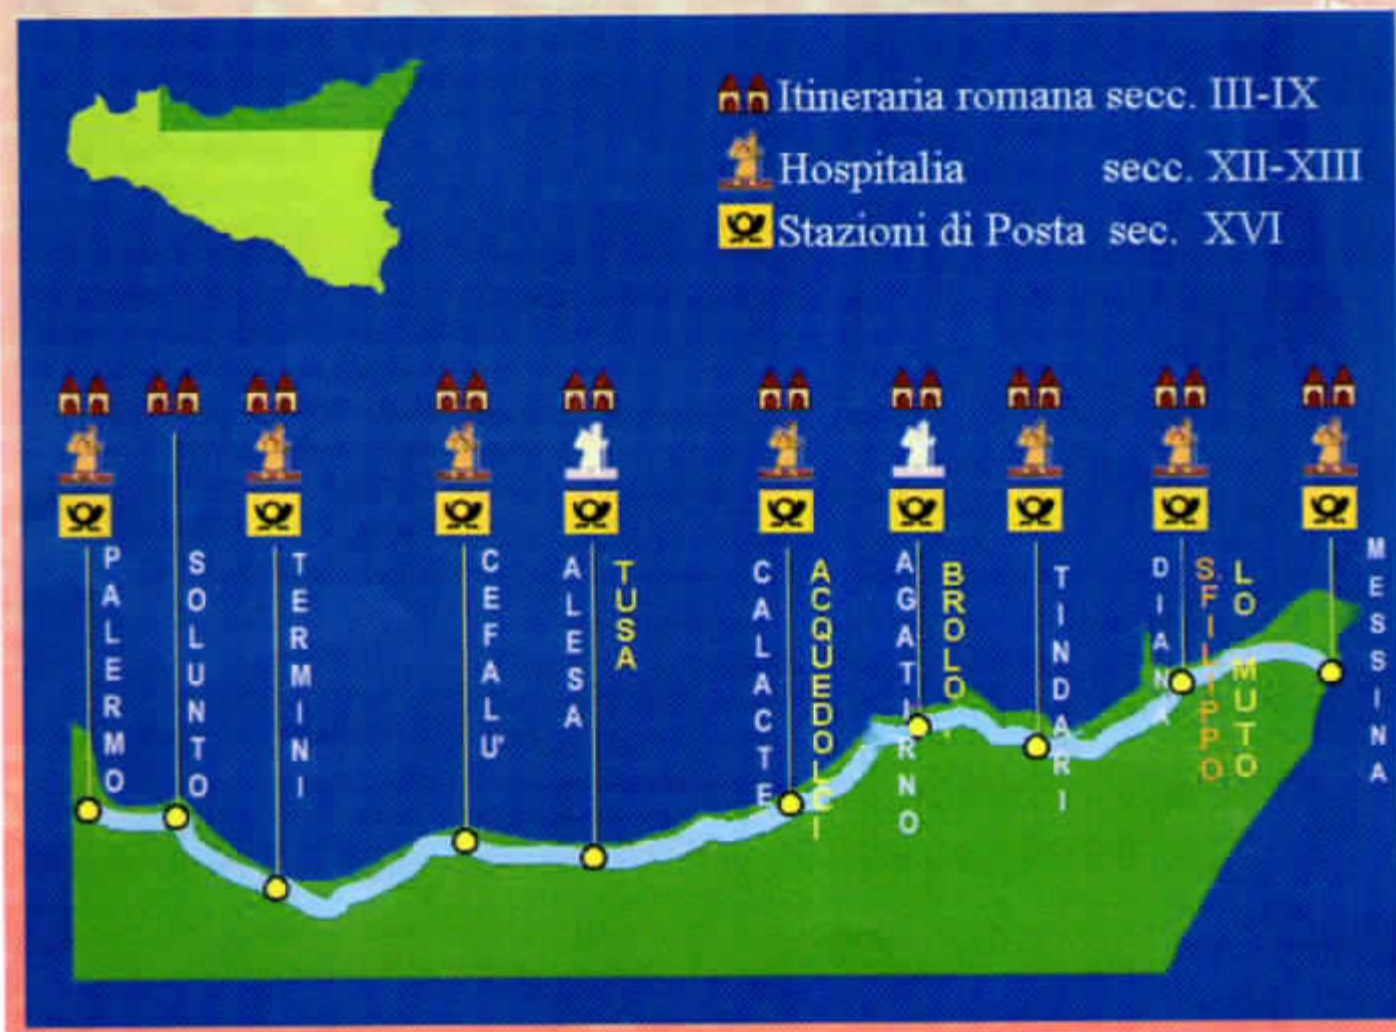 Itineraria romana secc. III-IX
Hospitalia secc. XII-XIII
Stazioni di Posta sec. XVI
PALERMO
SOLUNTO
TERMINI
CEFALU'
ALESA
TUSA
CALACTE
ACQUEDOLCI
AGATIRNO
BROLO
TINDARI
DIANA
S. FILIPPO
LO MUTO
MESSINA